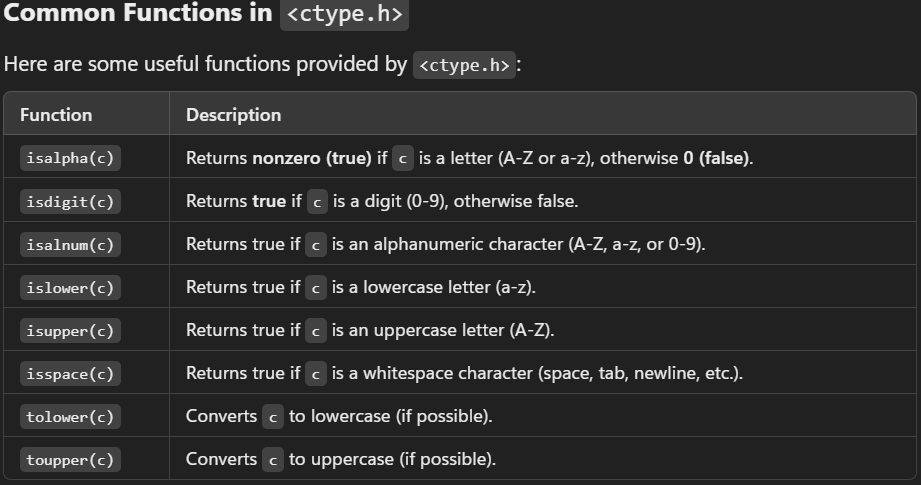 Common Functions in <ctype.h>
Here are some useful functions provided by <ctype.h>:
Function Description
isalpha(c) Returns nonzero (true) if c is a letter (A-Z or a-z), otherwise 0 (false).
isdigit(c) Returns true if c is a digit (0-9), otherwise false.
isalnum(c) Returns true if c is an alphanumeric character (A-Z, a-z, or 0-9).
islower(c) Returns true if c is a lowercase letter (a-z).
isupper(c) Returns true if c is an uppercase letter (A-Z).
isspace(c) Returns true if c is a whitespace character (space, tab, newline, etc.).
tolower(c) Converts c to lowercase (if possible).
toupper(c) Converts c to uppercase (if possible).